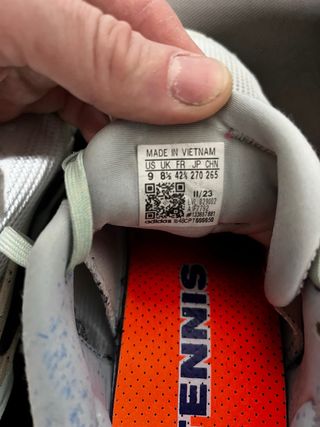 MADE IN VIETNAM
US UK FR JP CHN
9 8½ 42⅔ 270 265
11/23
adidas
TENNIS